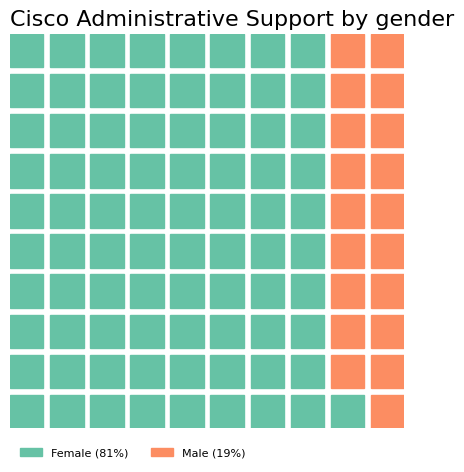 Cisco Administrative Support by gender
Female (81%) Male (19%)